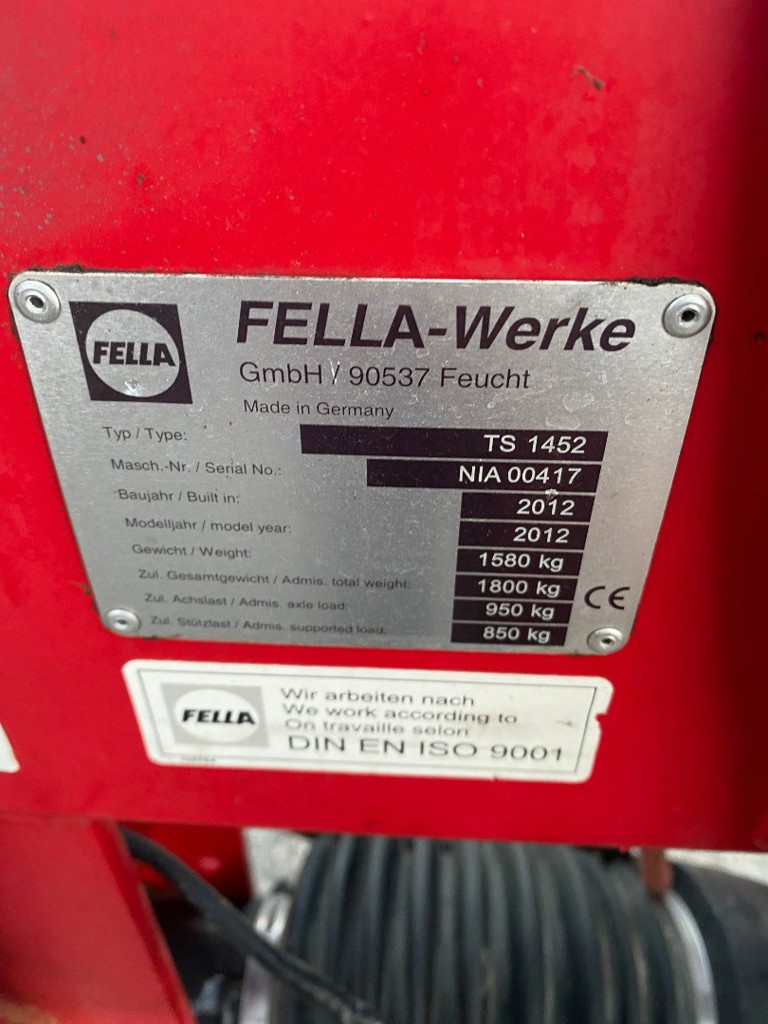 FELLA
FELLA-Werke
GmbH / 90537 Feucht
Made in Germany
Typ / Type: TS 1452
Masch.-Nr. / Serial No.: NIA 00417
Baujahr / Built in: 2012
Modelljahr / model year: 2012
Gewicht / Weight: 1580 kg
Zul. Gesamtgewicht / Admis. total weight: 1800 kg
Zul. Achslast / Admis. axle load: 950 kg
Zul. Stützlast / Admis. supported load: 850 kg
CE
FELLA
Wir arbeiten nach
We work according to
On travaille selon
DIN EN ISO 9001